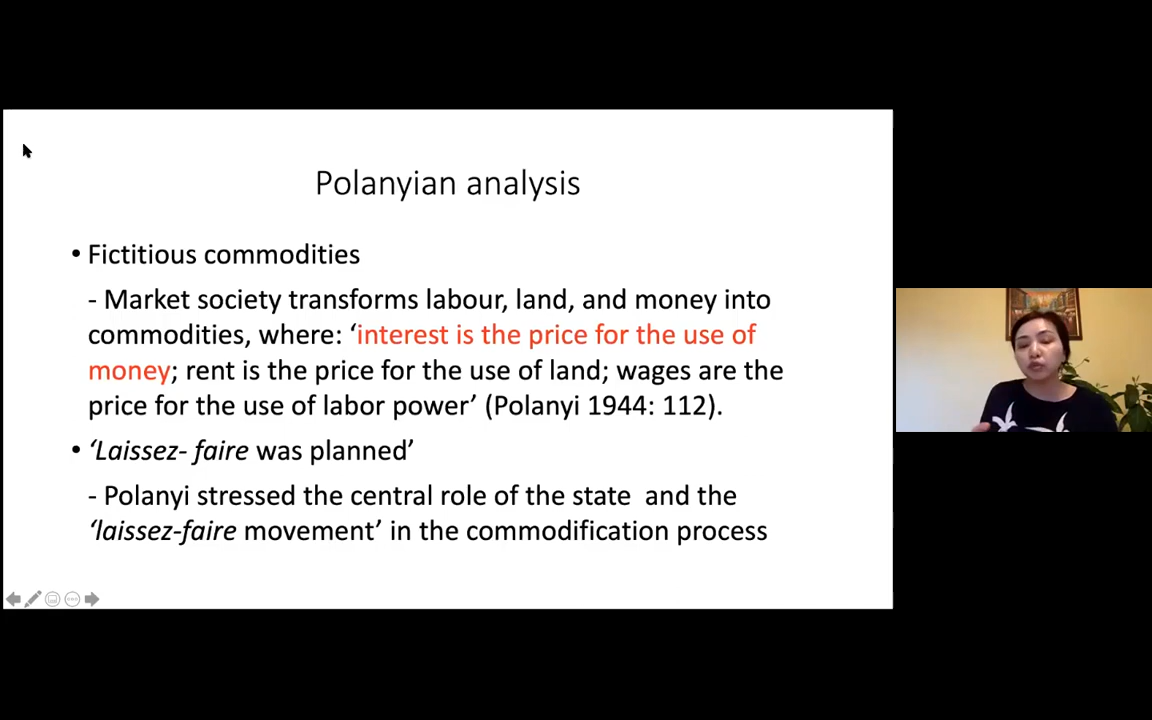 Polanyian analysis
• Fictitious commodities
- Market society transforms labour, land, and money into
commodities, where: ‘interest is the price for the use of
money; rent is the price for the use of land; wages are the
price for the use of labor power’ (Polanyi 1944: 112).
• ‘Laissez- faire was planned’
- Polanyi stressed the central role of the state  and the
‘laissez-faire movement’ in the commodification process